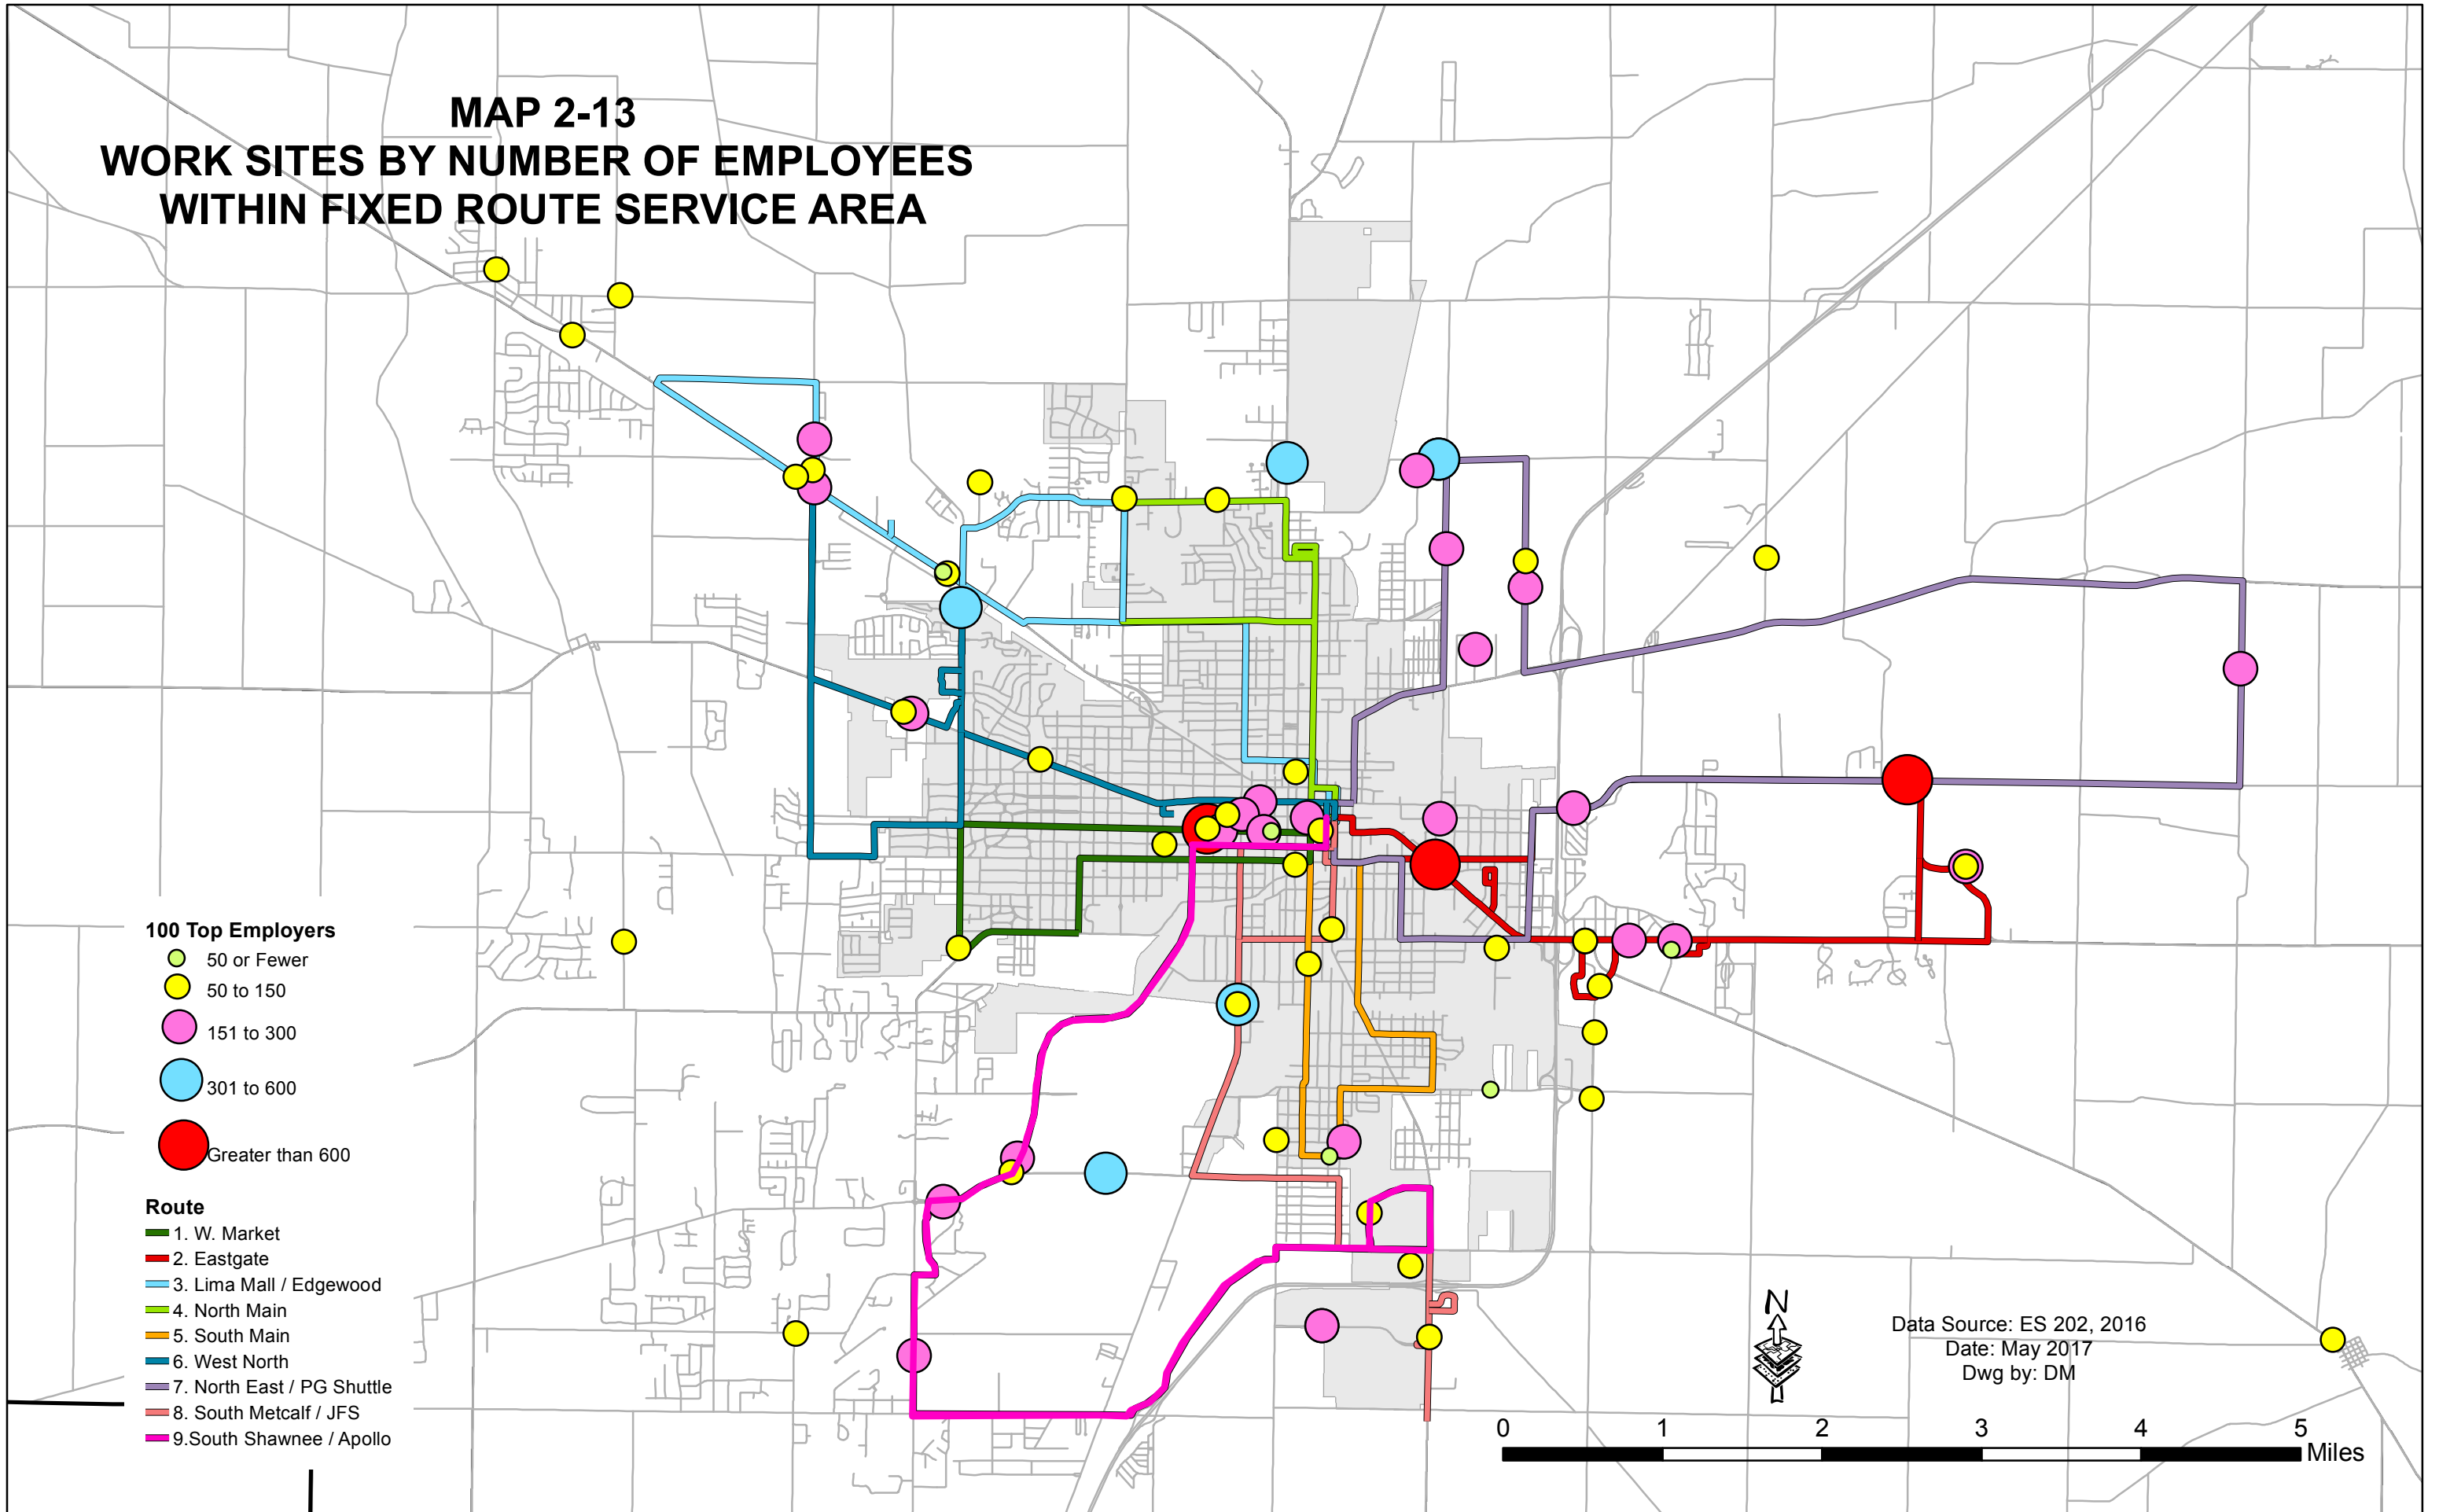 MAP 2-13
WORK SITES BY NUMBER OF EMPLOYEES
WITHIN FIXED ROUTE SERVICE AREA
100 Top Employers
50 or Fewer
50 to 150
151 to 300
301 to 600
Greater than 600
Route
1. W. Market
2. Eastgate
3. Lima Mall / Edgewood
4. North Main
5. South Main
6. West North
7. North East / PG Shuttle
8. South Metcalf / JFS
9.South Shawnee / Apollo
N
Data Source: ES 202, 2016
Date: May 2017
Dwg by: DM
0 1 2 3 4 5
Miles